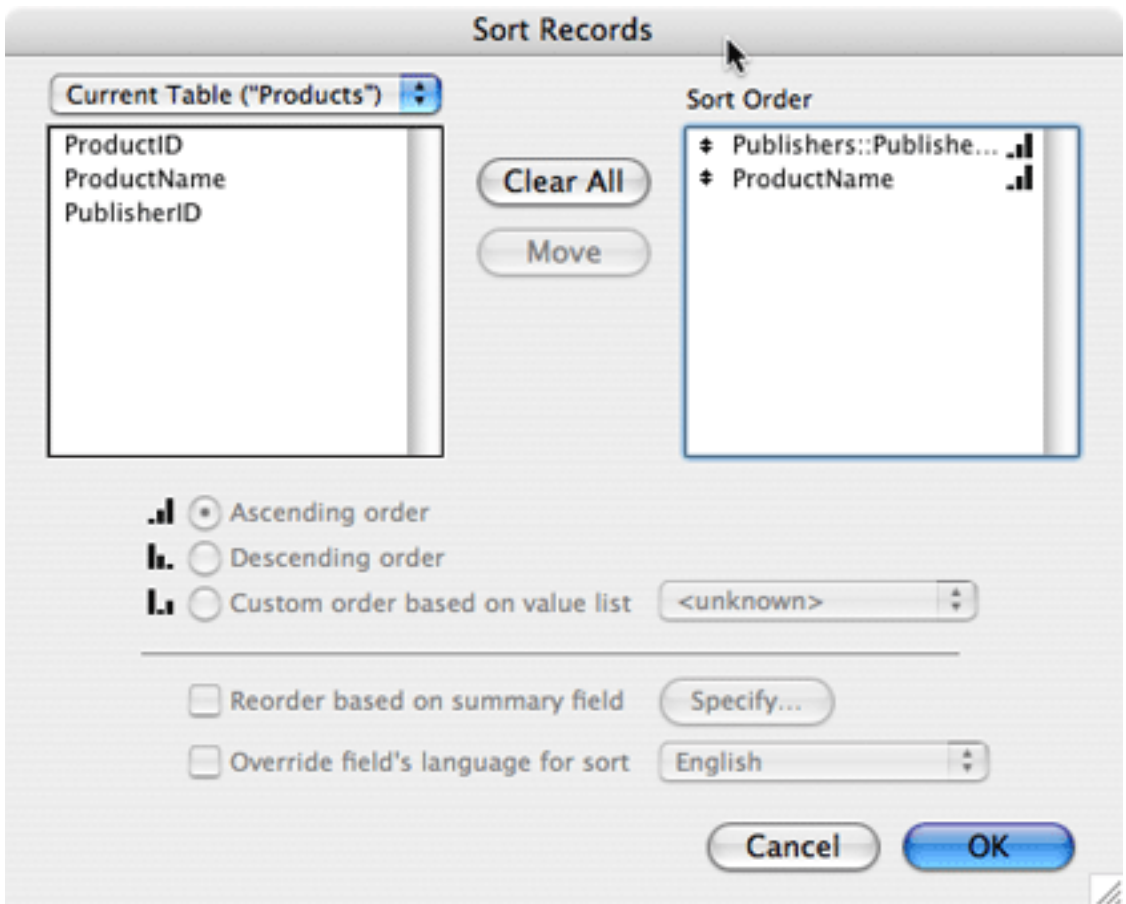 Sort Records
Current Table ("Products")
ProductID
ProductName
PublisherID
Clear All
Move
Sort Order
Publishers::Publishe...
ProductName
Ascending order
Descending order
Custom order based on value list
<unknown>
Reorder based on summary field
Specify...
Override field's language for sort
English
Cancel
OK